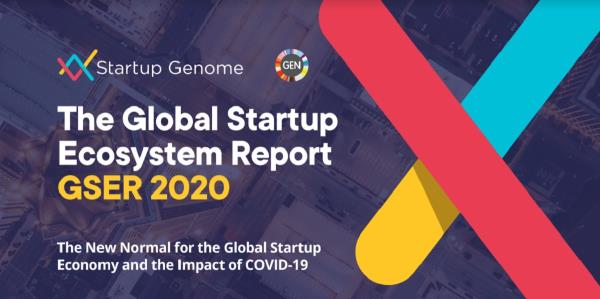 Startup Genome
GEN
The Global Startup
Ecosystem Report
GSER 2020
The New Normal for the Global Startup
Economy and the Impact of COVID-19